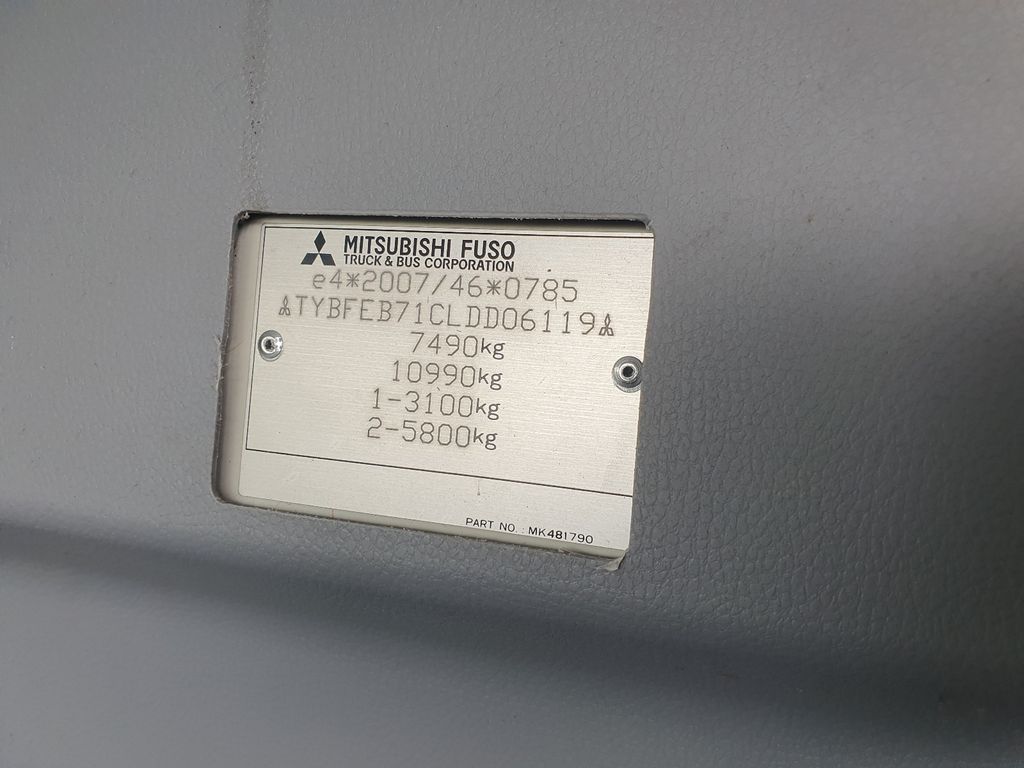 MITSUBISHI FUSO
TRUCK & BUS CORPORATION
e4*2007/46*0785
TYBFEB71CLDD06119
7490kg
10990kg
1-3100kg
2-5800kg
PART NO.: MK481790